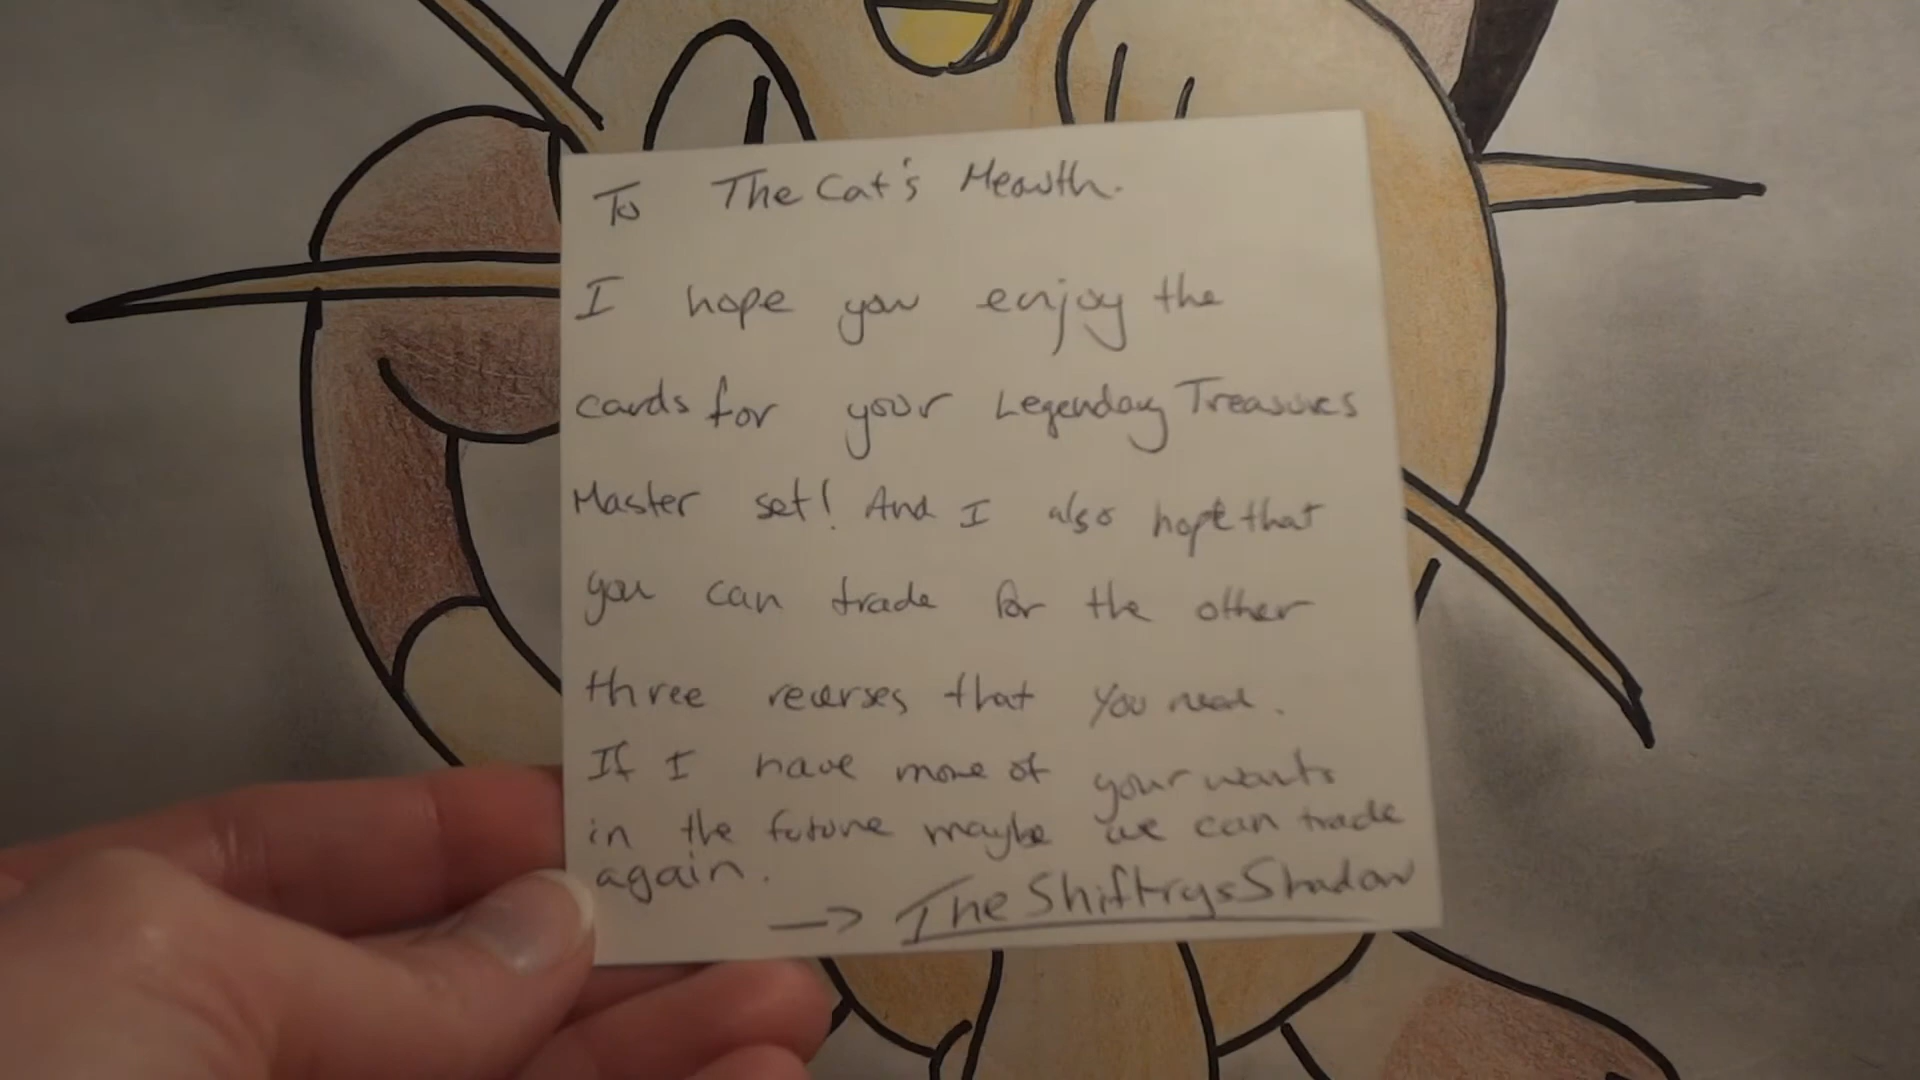 To The Cat's Meowth.
I hope you enjoy the
cards for your Legendary Treasures
Master set! And I also hope that
you can trade for the other
three reverses that you need.
If I have more of your wants
in the future maybe we can trade
again.
→ The ShiftrysShadow